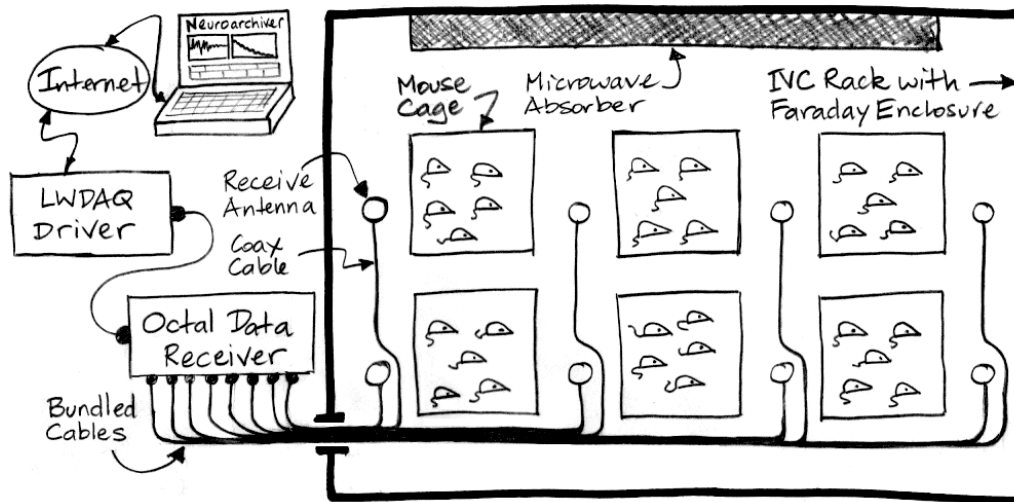 Neuroarchiver
Internet
LWDAQ
Driver
Receive
Antenna
Coax
Cable
Octal Data
Receiver
Bundled
Cables
Mouse
Cage
Microwave
Absorber
IVC Rack with
Faraday Enclosure